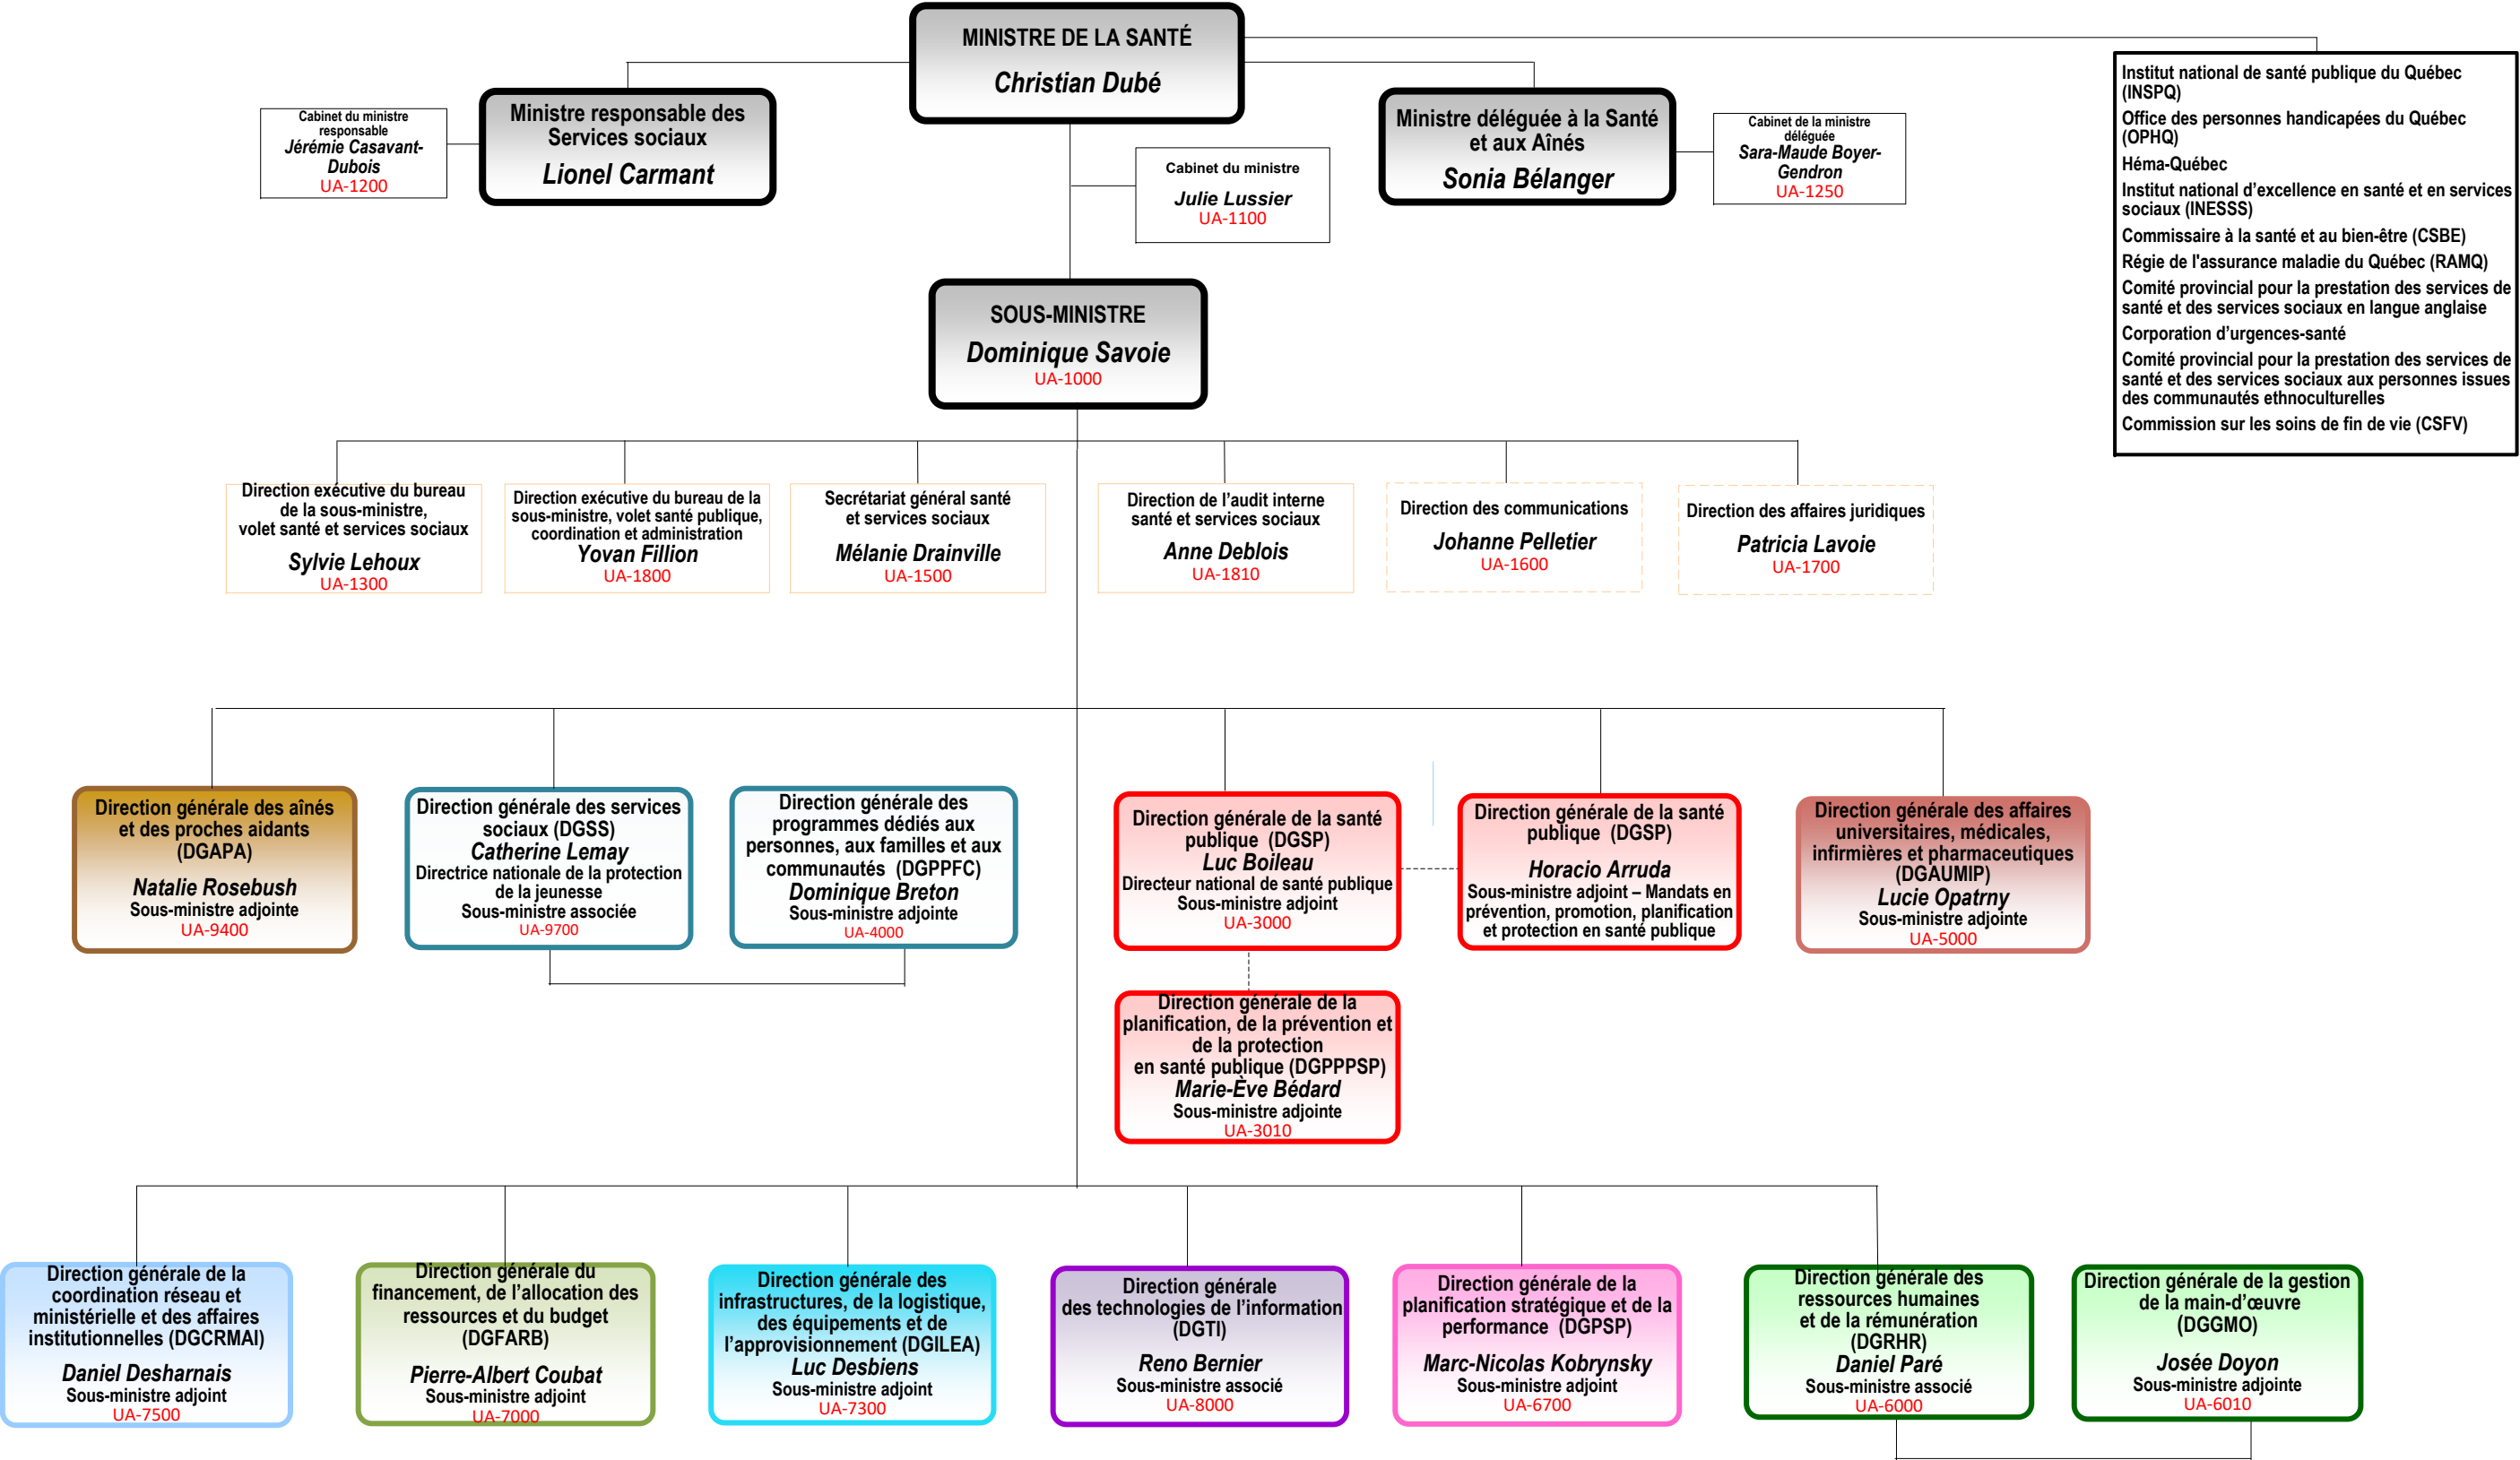 MINISTRE DE LA SANTÉ
Christian Dubé
Cabinet du ministre
responsable
Jérémie Casavant-
Dubois
UA-1200
Ministre responsable des
Services sociaux
Lionel Carmant
Cabinet du ministre
Julie Lussier
UA-1100
Ministre déléguée à la Santé
et aux Aînés
Sonia Bélanger
Cabinet de la ministre
déléguée
Sara-Maude Boyer-
Gendron
UA-1250
Institut national de santé publique du Québec
(INSPQ)
Office des personnes handicapées du Québec
(OPHQ)
Héma-Québec
Institut national d’excellence en santé et en services
sociaux (INESSS)
Commissaire à la santé et au bien-être (CSBE)
Régie de l'assurance maladie du Québec (RAMQ)
Comité provincial pour la prestation des services de
santé et des services sociaux en langue anglaise
Corporation d’urgences-santé
Comité provincial pour la prestation des services de
santé et des services sociaux aux personnes issues
des communautés ethnoculturelles
Commission sur les soins de fin de vie (CSFV)
SOUS-MINISTRE
Dominique Savoie
UA-1000
Direction exécutive du bureau
de la sous-ministre,
volet santé et services sociaux
Sylvie Lehoux
UA-1300
Direction exécutive du bureau de la
sous-ministre, volet santé publique,
coordination et administration
Yovan Fillion
UA-1800
Secrétariat général santé
et services sociaux
Mélanie Drainville
UA-1500
Direction de l’audit interne
santé et services sociaux
Anne Deblois
UA-1810
Direction des communications
Johanne Pelletier
UA-1600
Direction des affaires juridiques
Patricia Lavoie
UA-1700
Direction générale des aînés
et des proches aidants
(DGAPA)
Natalie Rosebush
Sous-ministre adjointe
UA-9400
Direction générale des services
sociaux (DGSS)
Catherine Lemay
Directrice nationale de la protection
de la jeunesse
Sous-ministre associée
UA-9700
Direction générale des
programmes dédiés aux
personnes, aux familles et aux
communautés (DGPPFC)
Dominique Breton
Sous-ministre adjointe
UA-4000
Direction générale de la santé
publique (DGSP)
Luc Boileau
Directeur national de santé publique
Sous-ministre adjoint
UA-3000
Direction générale de la santé
publique (DGSP)
Horacio Arruda
Sous-ministre adjoint – Mandats en
prévention, promotion, planification
et protection en santé publique
Direction générale des affaires
universitaires, médicales,
infirmières et pharmaceutiques
(DGAUMIP)
Lucie Opatrny
Sous-ministre adjointe
UA-5000
Direction générale de la
planification, de la prévention et
de la protection
en santé publique (DGPPPSP)
Marie-Ève Bédard
Sous-ministre adjointe
UA-3010
Direction générale de la
coordination réseau et
ministérielle et des affaires
institutionnelles (DGCRMAI)
Daniel Desharnais
Sous-ministre adjoint
UA-7500
Direction générale du
financement, de l’allocation des
ressources et du budget
(DGFARB)
Pierre-Albert Coubat
Sous-ministre adjoint
UA-7000
Direction générale des
infrastructures, de la logistique,
des équipements et de
l’approvisionnement (DGILEA)
Luc Desbiens
Sous-ministre adjoint
UA-7300
Direction générale
des technologies de l’information
(DGTI)
Reno Bernier
Sous-ministre associé
UA-8000
Direction générale de la
planification stratégique et de la
performance (DGPSP)
Marc-Nicolas Kobrynsky
Sous-ministre adjoint
UA-6700
Direction générale des
ressources humaines
et de la rémunération
(DGRHR)
Daniel Paré
Sous-ministre associé
UA-6000
Direction générale de la gestion
de la main-d’œuvre
(DGGMO)
Josée Doyon
Sous-ministre adjointe
UA-6010